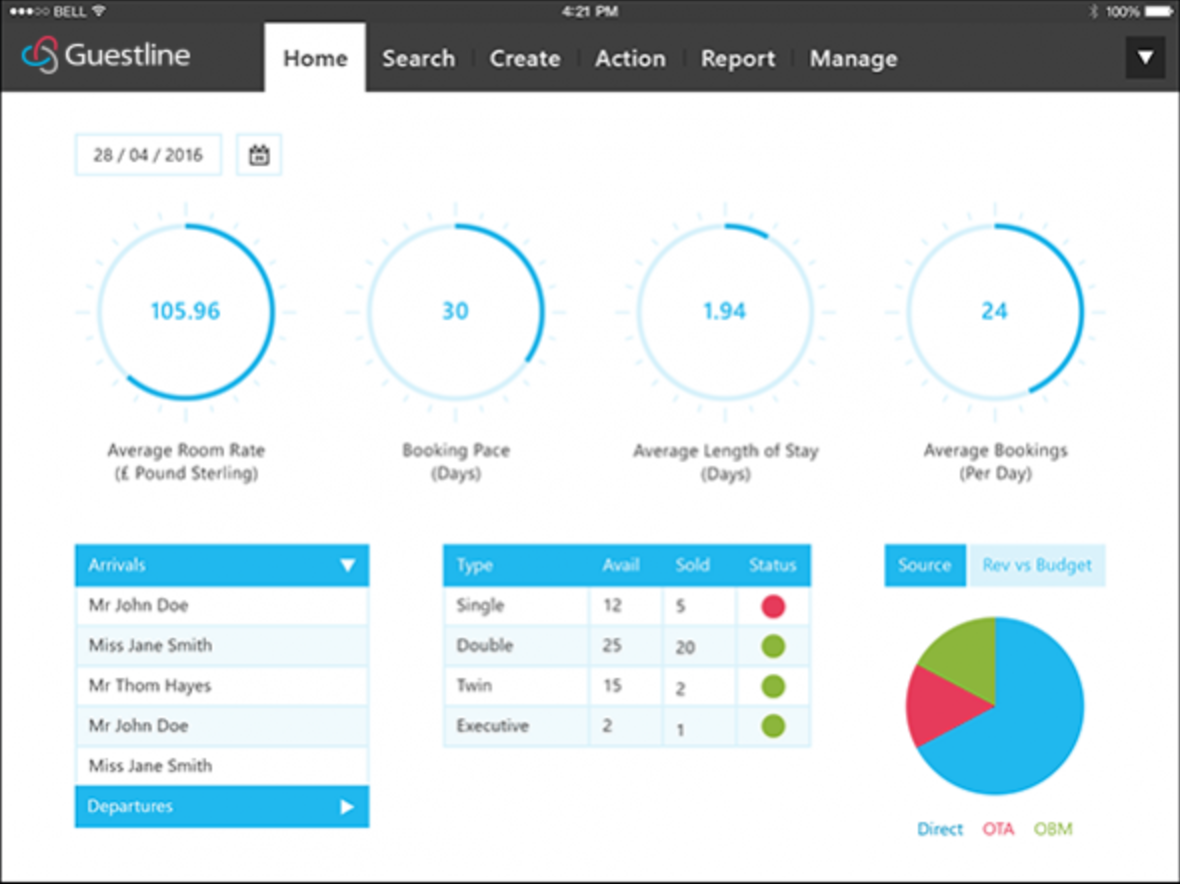 BELL 4:21 PM 100%
Guestline Home Search Create Action Report Manage
28 / 04 / 2016
105.96 30 1.94 24
Average Room Rate
(£ Pound Sterling)
Booking Pace
(Days)
Average Length of Stay
(Days)
Average Bookings
(Per Day)
Arrivals
Mr John Doe
Miss Jane Smith
Mr Thom Hayes
Mr John Doe
Miss Jane Smith
Departures
Type Avail Sold Status
Single 12 5
Double 25 20
Twin 15 2
Executive 2 1
Source Rev vs Budget
Direct OTA OBM